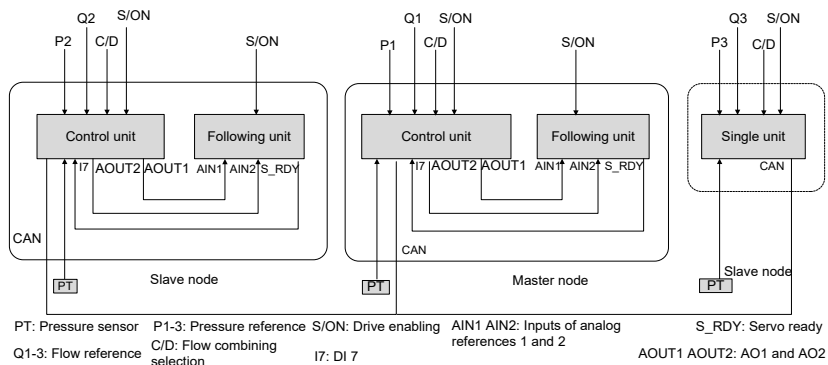 Q2 S/ON
P2 C/D
S/ON
Q1 S/ON
P1 C/D
S/ON
Q3 S/ON
P3 C/D
Control unit
Following unit
Control unit
Following unit
Single unit
I7 AOUT2 AOUT1 AIN1 AIN2 S_RDY
I7 AOUT2 AOUT1 AIN1 AIN2 S_RDY
CAN
CAN
CAN
PT
Slave node
PT
Master node
PT
Slave node
PT: Pressure sensor
P1-3: Pressure reference
S/ON: Drive enabling
AIN1 AIN2: Inputs of analog
references 1 and 2
S_RDY: Servo ready
Q1-3: Flow reference
C/D: Flow combining
selection
I7: DI 7
AOUT1 AOUT2: AO1 and AO2